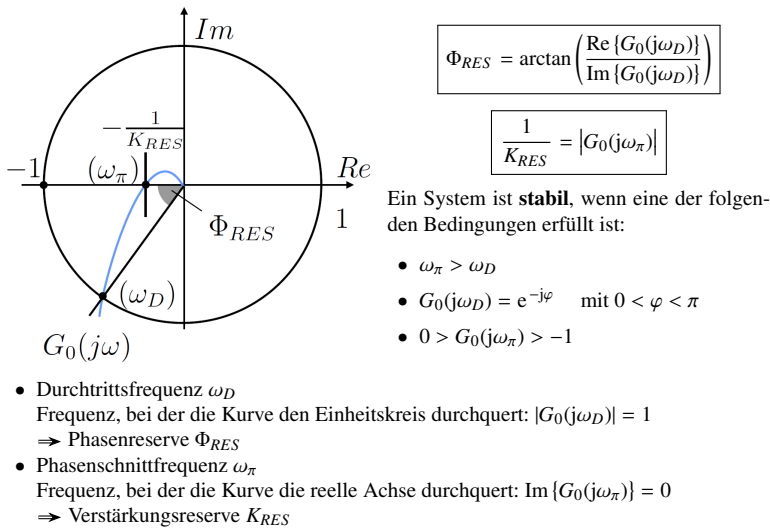 Im
−1/K_RES
−1
(ω_π)
Re
1
Φ_RES
(ω_D)
G_0(jω)
Φ_RES = arctan(Re {G_0(jω_D)} / Im {G_0(jω_D)})
1/K_RES = |G_0(jω_π)|
Ein System ist stabil, wenn eine der folgen-
den Bedingungen erfüllt ist:
• ω_π > ω_D
• G_0(jω_D) = e^{−jφ} mit 0 < φ < π
• 0 > G_0(jω_π) > −1
• Durchtrittsfrequenz ω_D
Frequenz, bei der die Kurve den Einheitskreis durchquert: |G_0(jω_D)| = 1
⇒ Phasenreserve Φ_RES
• Phasenschnittfrequenz ω_π
Frequenz, bei der die Kurve die reelle Achse durchquert: Im {G_0(jω_π)} = 0
⇒ Verstärkungsreserve K_RES